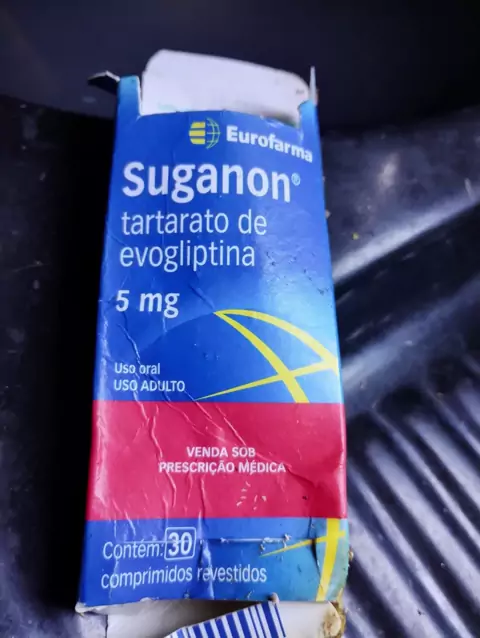 Eurofarma
Suganon®
tartarato de
evogliptina
5 mg
Uso oral
USO ADULTO
VENDA SOB
PRESCRIÇÃO MÉDICA
Contém: 30
comprimidos revestidos